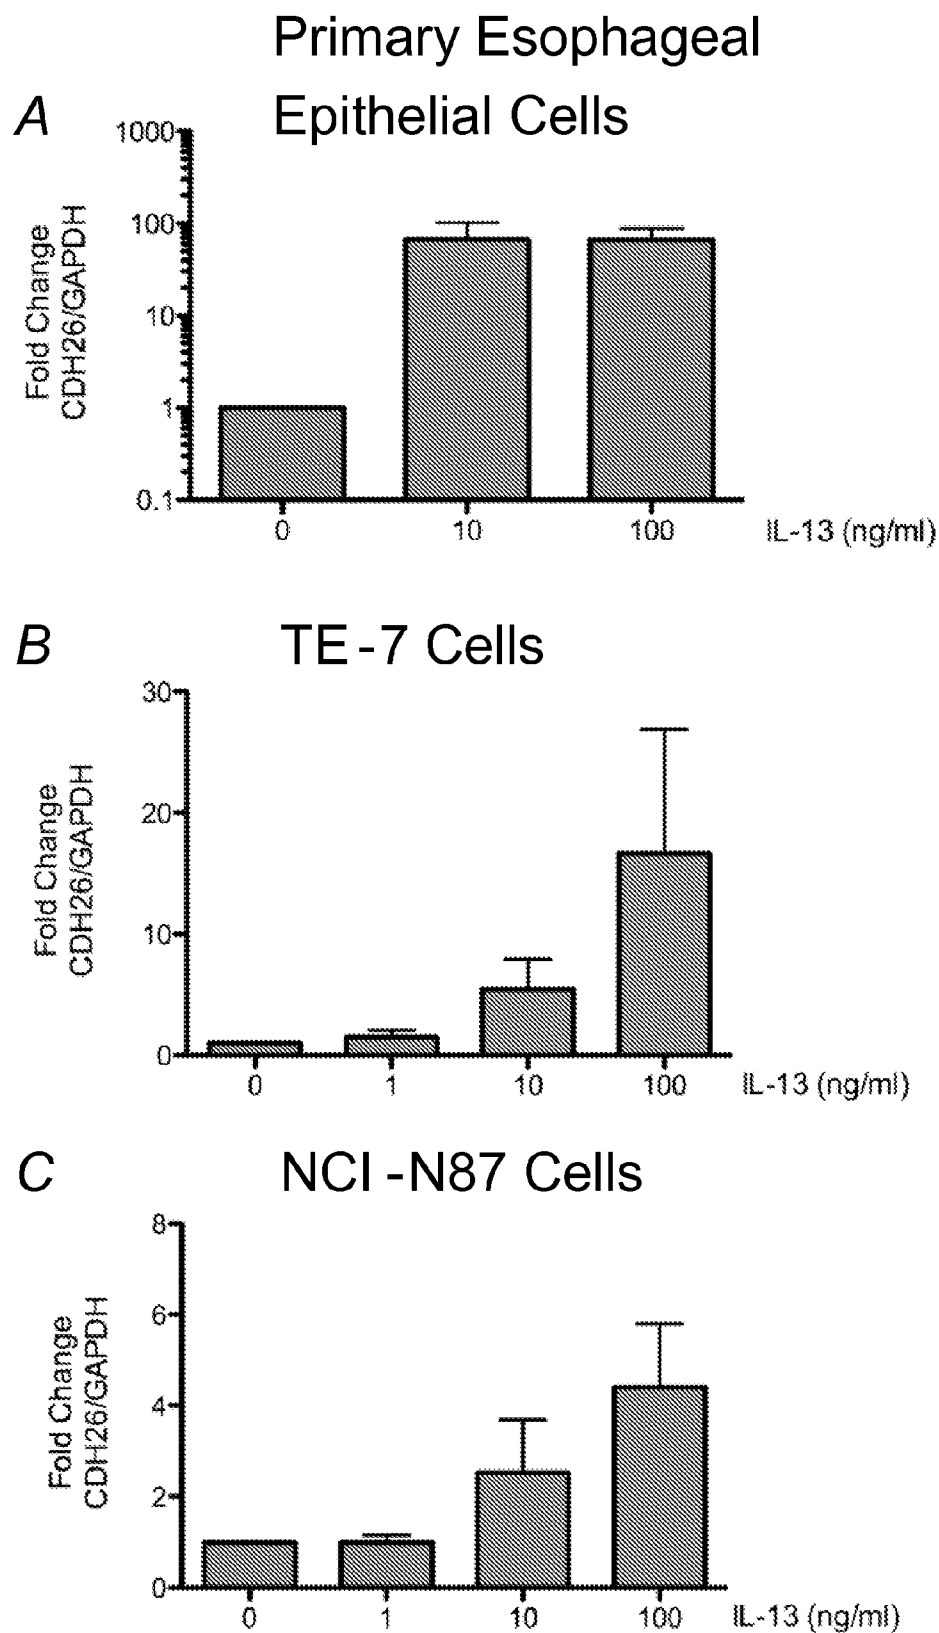 Primary Esophageal
A Epithelial Cells
Fold Change
CDH26/GAPDH
1000
100
10
1
0.1
0 10 100 IL-13 (ng/ml)
B TE-7 Cells
Fold Change
CDH26/GAPDH
30
20
10
0
0 1 10 100 IL-13 (ng/ml)
C NCI-N87 Cells
Fold Change
CDH26/GAPDH
8
6
4
2
0
0 1 10 100 IL-13 (ng/ml)